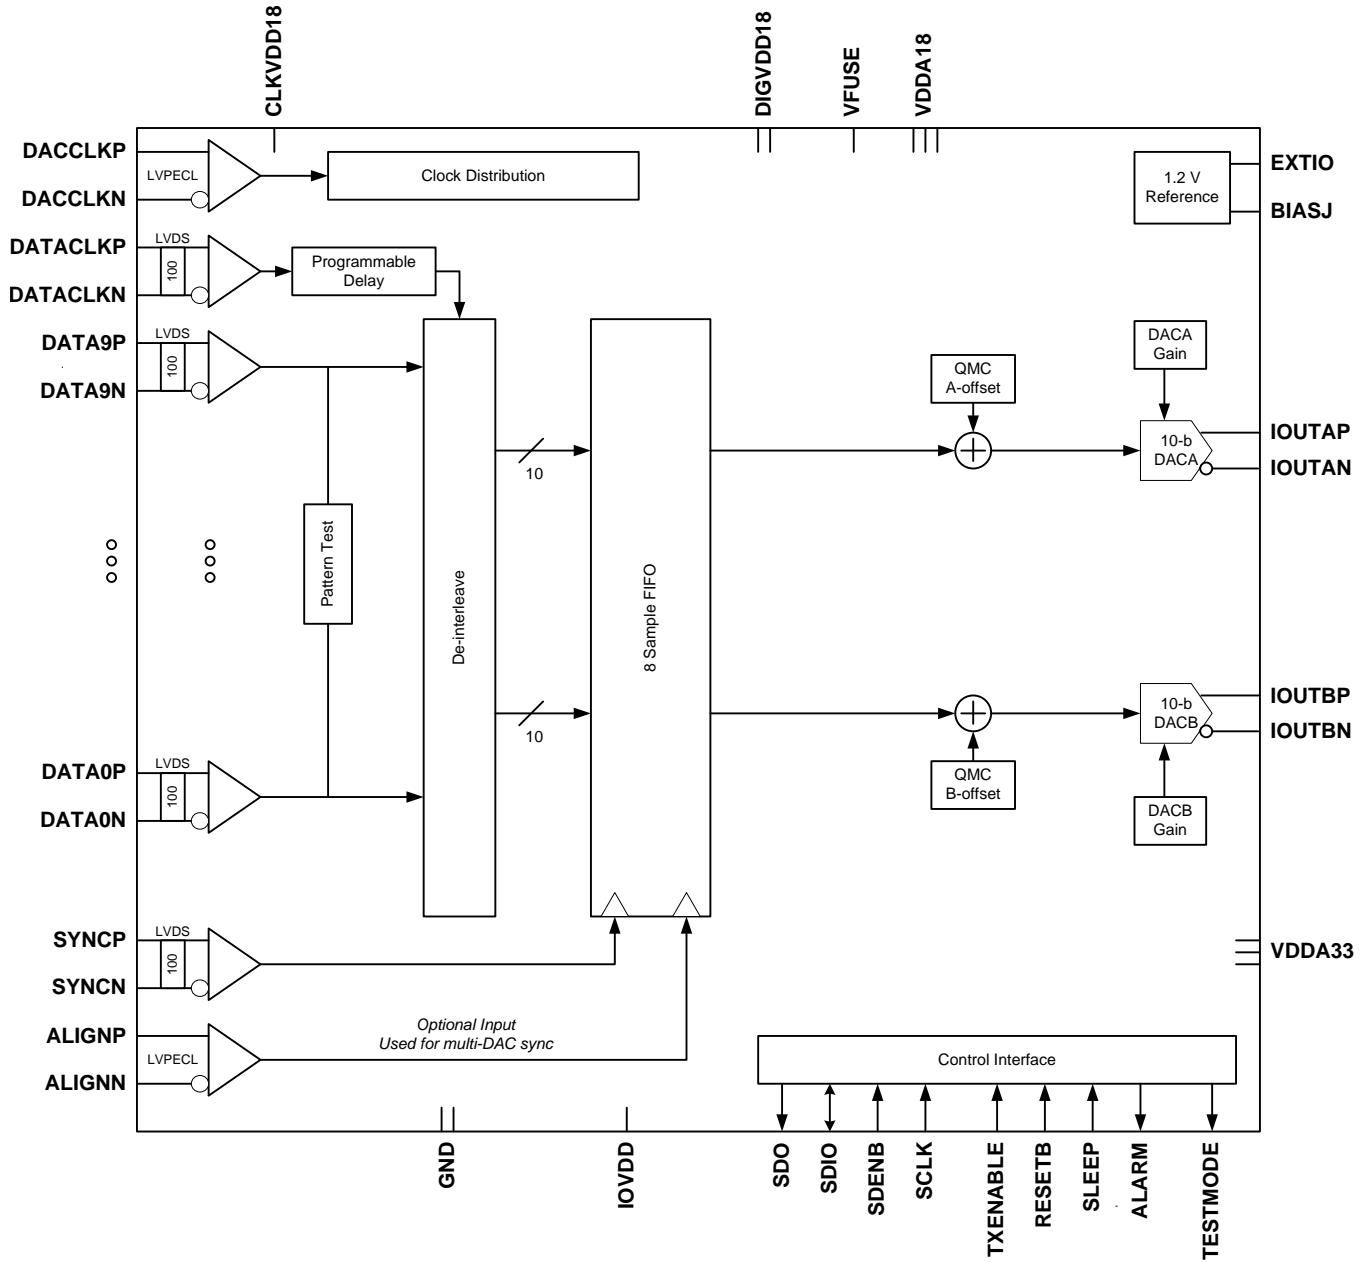 CLKVDD18
DIGVDD18
VFUSE
VDDA18
DACCLKP
LVPECL
DACCLKN
Clock Distribution
1.2 V
Reference
EXTIO
BIASJ
DATACLKP
LVDS
100
DATACLKN
Programmable
Delay
DATA9P
LVDS
100
DATA9N
DACA
Gain
QMC
A-offset
10
10-b
DACA
IOUTAP
IOUTAN
Pattern Test
De-interleave
8 Sample FIFO
10
10-b
DACB
IOUTBP
IOUTBN
QMC
B-offset
DACB
Gain
DATA0P
LVDS
100
DATA0N
SYNCP
LVDS
100
SYNCN
VDDA33
ALIGNP
LVPECL
ALIGNN
Optional Input
Used for multi-DAC sync
Control Interface
GND
IOVDD
SDO
SDIO
SDENB
SCLK
TXENABLE
RESETB
SLEEP
ALARM
TESTMODE